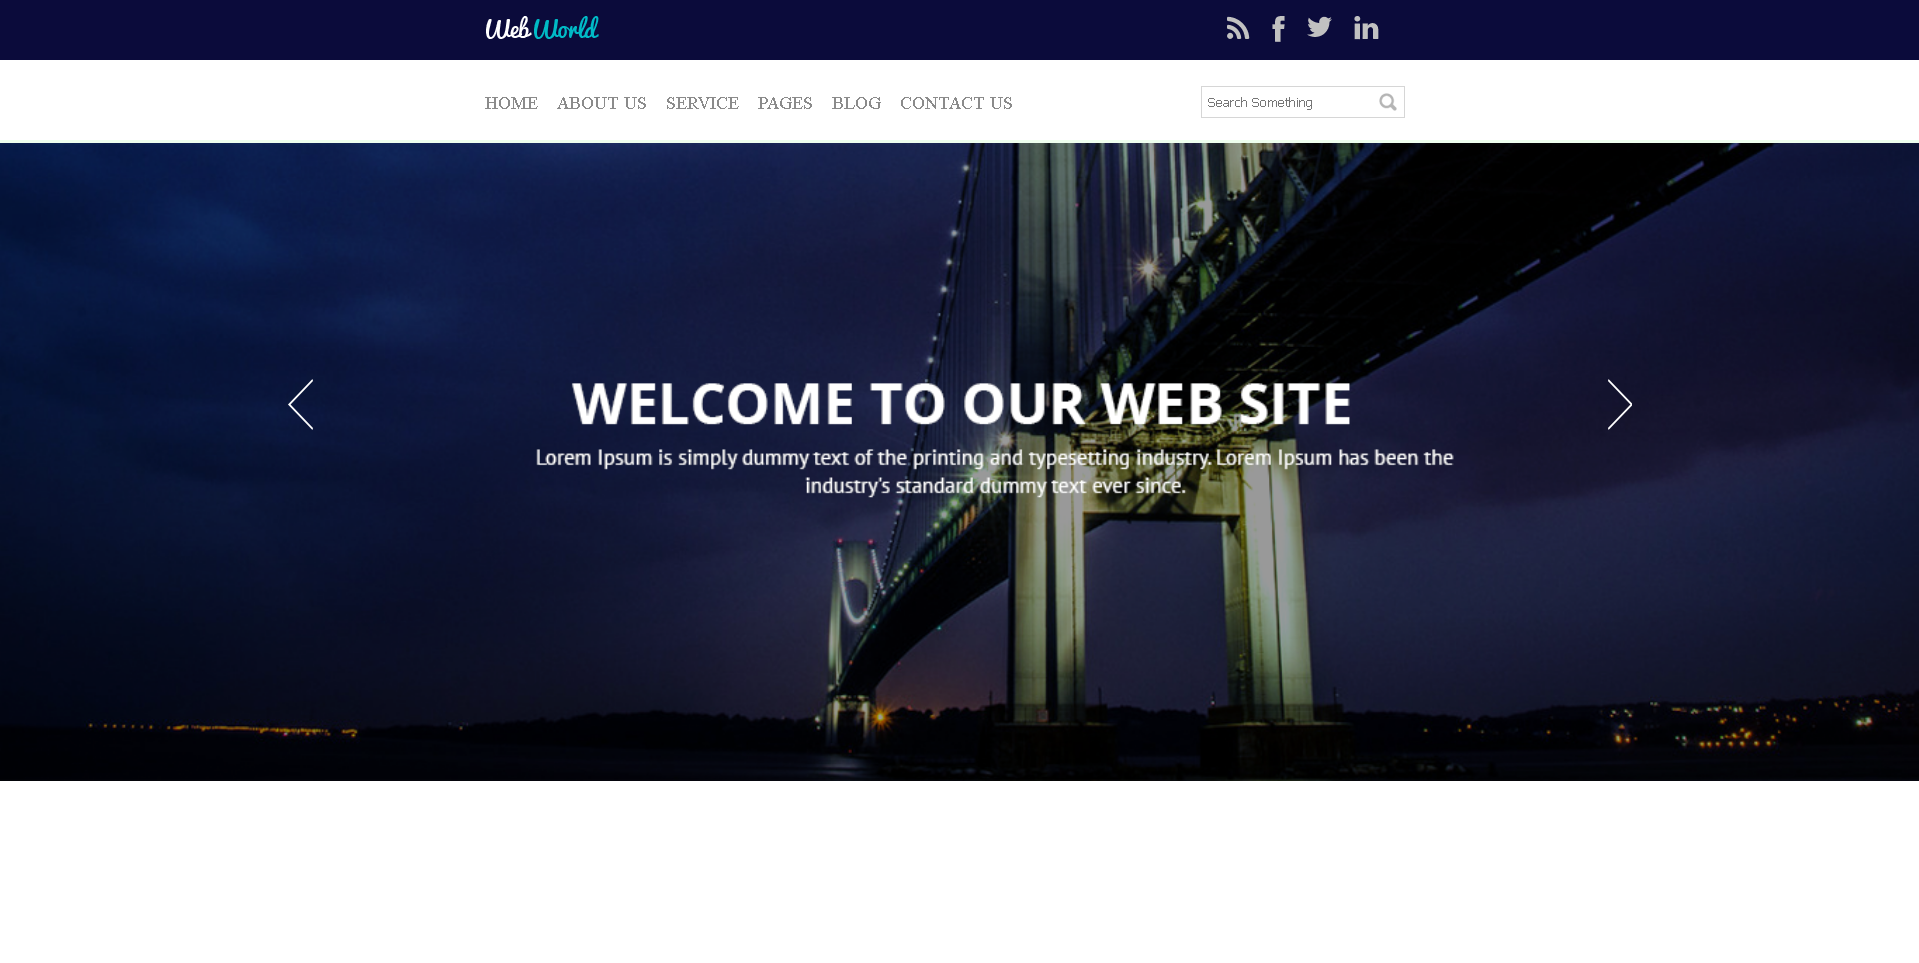 Web World
HOME ABOUT US SERVICE PAGES BLOG CONTACT US
Search Something
WELCOME TO OUR WEB SITE
Lorem Ipsum is simply dummy text of the printing and typesetting industry. Lorem Ipsum has been the
industry's standard dummy text ever since.